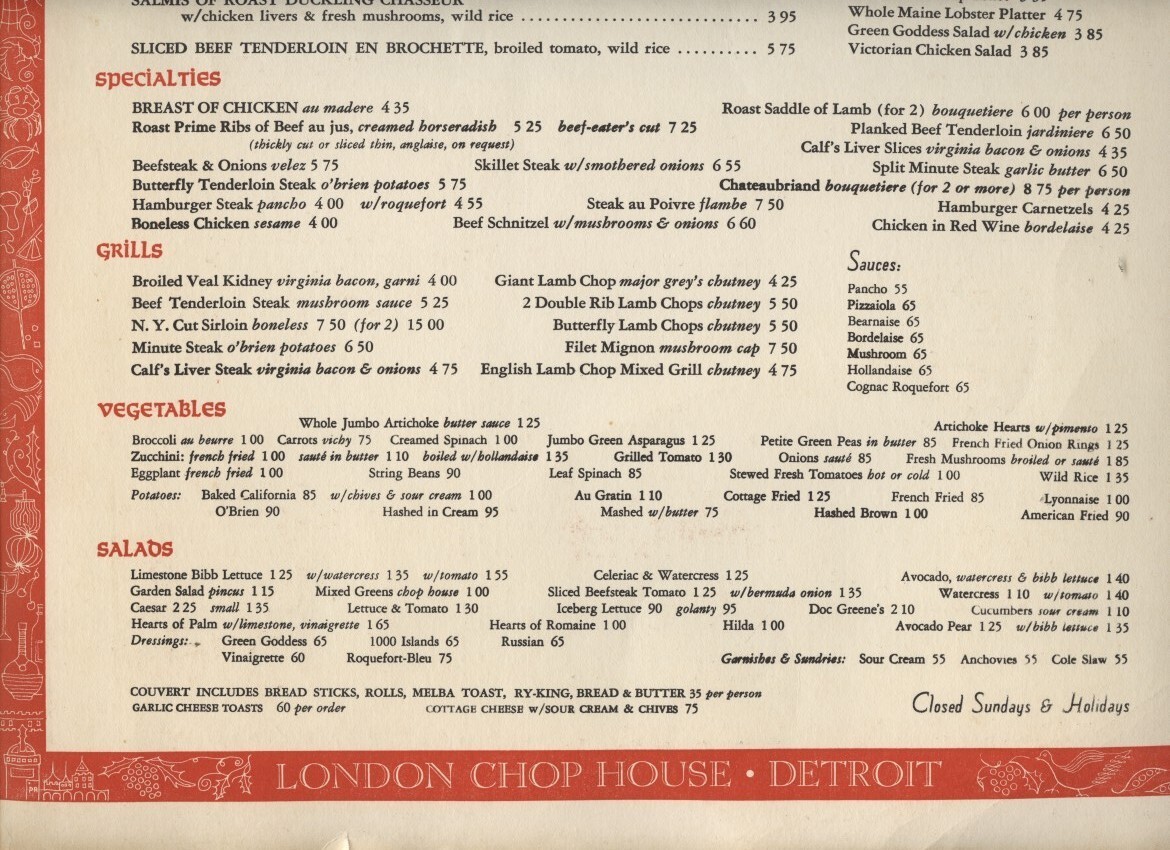 SALMIS OF ROAST DUCKLING CHASSEUR
w/chicken livers & fresh mushrooms, wild rice .............................. 3 95
SLICED BEEF TENDERLOIN EN BROCHETTE, broiled tomato, wild rice .......... 5 75
Whole Maine Lobster Platter 4 75
Green Goddess Salad w/chicken 3 85
Victorian Chicken Salad 3 85
SPECIALTIES
BREAST OF CHICKEN au madere 4 35
Roast Prime Ribs of Beef au jus, creamed horseradish 5 25 beef-eater's cut 7 25
(thickly cut or sliced thin, anglaise, on request)
Beefsteak & Onions velez 5 75 Skillet Steak w/smothered onions 6 55
Butterfly Tenderloin Steak o'brien potatoes 5 75
Hamburger Steak pancho 4 00 w/roquefort 4 55 Steak au Poivre flambe 7 50
Boneless Chicken sesame 4 00 Beef Schnitzel w/mushrooms & onions 6 60
Roast Saddle of Lamb (for 2) bouquetiere 6 00 per person
Planked Beef Tenderloin jardiniere 6 50
Calf's Liver Slices virginia bacon & onions 4 35
Split Minute Steak garlic butter 6 50
Chateaubriand bouquetiere (for 2 or more) 8 75 per person
Hamburger Carnetzels 4 25
Chicken in Red Wine bordelaise 4 25
GRILLS
Broiled Veal Kidney virginia bacon, garni 4 00 Giant Lamb Chop major grey's chutney 4 25
Beef Tenderloin Steak mushroom sauce 5 25 2 Double Rib Lamb Chops chutney 5 50
N. Y. Cut Sirloin boneless 7 50 (for 2) 15 00 Butterfly Lamb Chops chutney 5 50
Minute Steak o'brien potatoes 6 50 Filet Mignon mushroom cap 7 50
Calf's Liver Steak virginia bacon & onions 4 75 English Lamb Chop Mixed Grill chutney 4 75
Sauces:
Pancho 55
Pizzaiola 65
Bearnaise 65
Bordelaise 65
Mushroom 65
Hollandaise 65
Cognac Roquefort 65
VEGETABLES
Whole Jumbo Artichoke butter sauce 1 25 Artichoke Hearts w/pimento 1 25
Broccoli au beurre 1 00 Carrots vichy 75 Creamed Spinach 1 00 Jumbo Green Asparagus 1 25 Petite Green Peas in butter 85 French Fried Onion Rings 1 25
Zucchini: french fried 1 00 sauté in butter 1 10 boiled w/hollandaise 1 35 Grilled Tomato 1 30 Onions sauté 85 Fresh Mushrooms broiled or sauté 1 85
Eggplant french fried 1 00 String Beans 90 Leaf Spinach 85 Stewed Fresh Tomatoes hot or cold 1 00 Wild Rice 1 35
Potatoes: Baked California 85 w/chives & sour cream 1 00 Au Gratin 1 10 Cottage Fried 1 25 French Fried 85 Lyonnaise 1 00
O'Brien 90 Hashed in Cream 95 Mashed w/butter 75 Hashed Brown 1 00 American Fried 90
SALADS
Limestone Bibb Lettuce 1 25 w/watercress 1 35 w/tomato 1 55 Celeriac & Watercress 1 25 Avocado, watercress & bibb lettuce 1 40
Garden Salad pincus 1 15 Mixed Greens chop house 1 00 Sliced Beefsteak Tomato 1 25 w/bermuda onion 1 35 Watercress 1 10 w/tomato 1 40
Caesar 2 25 small 1 35 Lettuce & Tomato 1 30 Iceberg Lettuce 90 golanty 95 Doc Greene's 2 10 Cucumbers sour cream 1 10
Hearts of Palm w/limestone, vinaigrette 1 65 Hearts of Romaine 1 00 Hilda 1 00 Avocado Pear 1 25 w/bibb lettuce 1 35
Dressings: Green Goddess 65 1000 Islands 65 Russian 65
Vinaigrette 60 Roquefort-Bleu 75 Garnishes & Sundries: Sour Cream 55 Anchovies 55 Cole Slaw 55
COUVERT INCLUDES BREAD STICKS, ROLLS, MELBA TOAST, RY-KING, BREAD & BUTTER 35 per person
GARLIC CHEESE TOASTS 60 per order COTTAGE CHEESE W/SOUR CREAM & CHIVES 75
Closed Sundays & Holidays
LONDON CHOP HOUSE • DETROIT